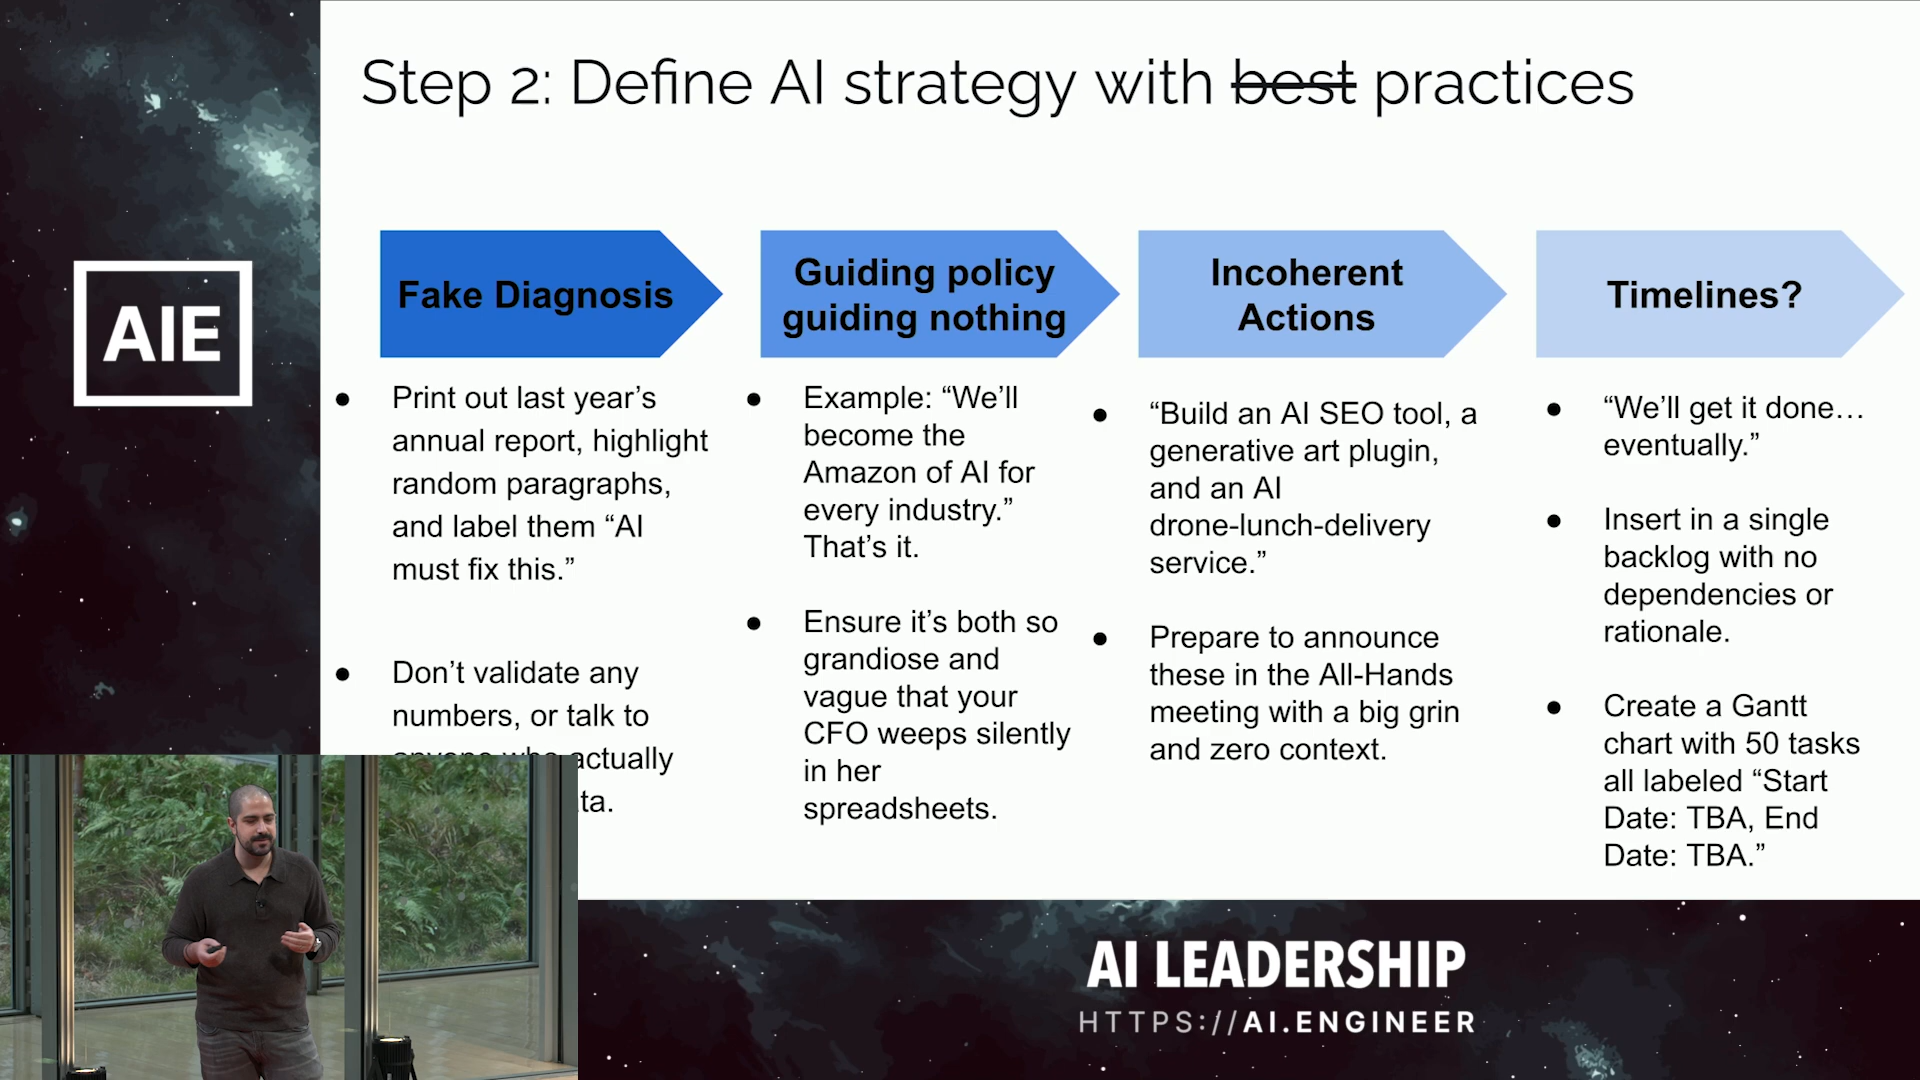 Step 2: Define AI strategy with best practices
AIE
Fake Diagnosis
Print out last year’s
annual report, highlight
random paragraphs,
and label them “AI
must fix this.”
Don’t validate any
numbers, or talk to
actually
ta.
Guiding policy
guiding nothing
Example: “We’ll
become the
Amazon of AI for
every industry.”
That’s it.
Ensure it’s both so
grandiose and
vague that your
CFO weeps silently
in her
spreadsheets.
Incoherent
Actions
“Build an AI SEO tool, a
generative art plugin,
and an AI
drone-lunch-delivery
service.”
Prepare to announce
these in the All-Hands
meeting with a big grin
and zero context.
Timelines?
“We’ll get it done…
eventually.”
Insert in a single
backlog with no
dependencies or
rationale.
Create a Gantt
chart with 50 tasks
all labeled “Start
Date: TBA, End
Date: TBA.”
AI LEADERSHIP
HTTPS://AI.ENGINEER